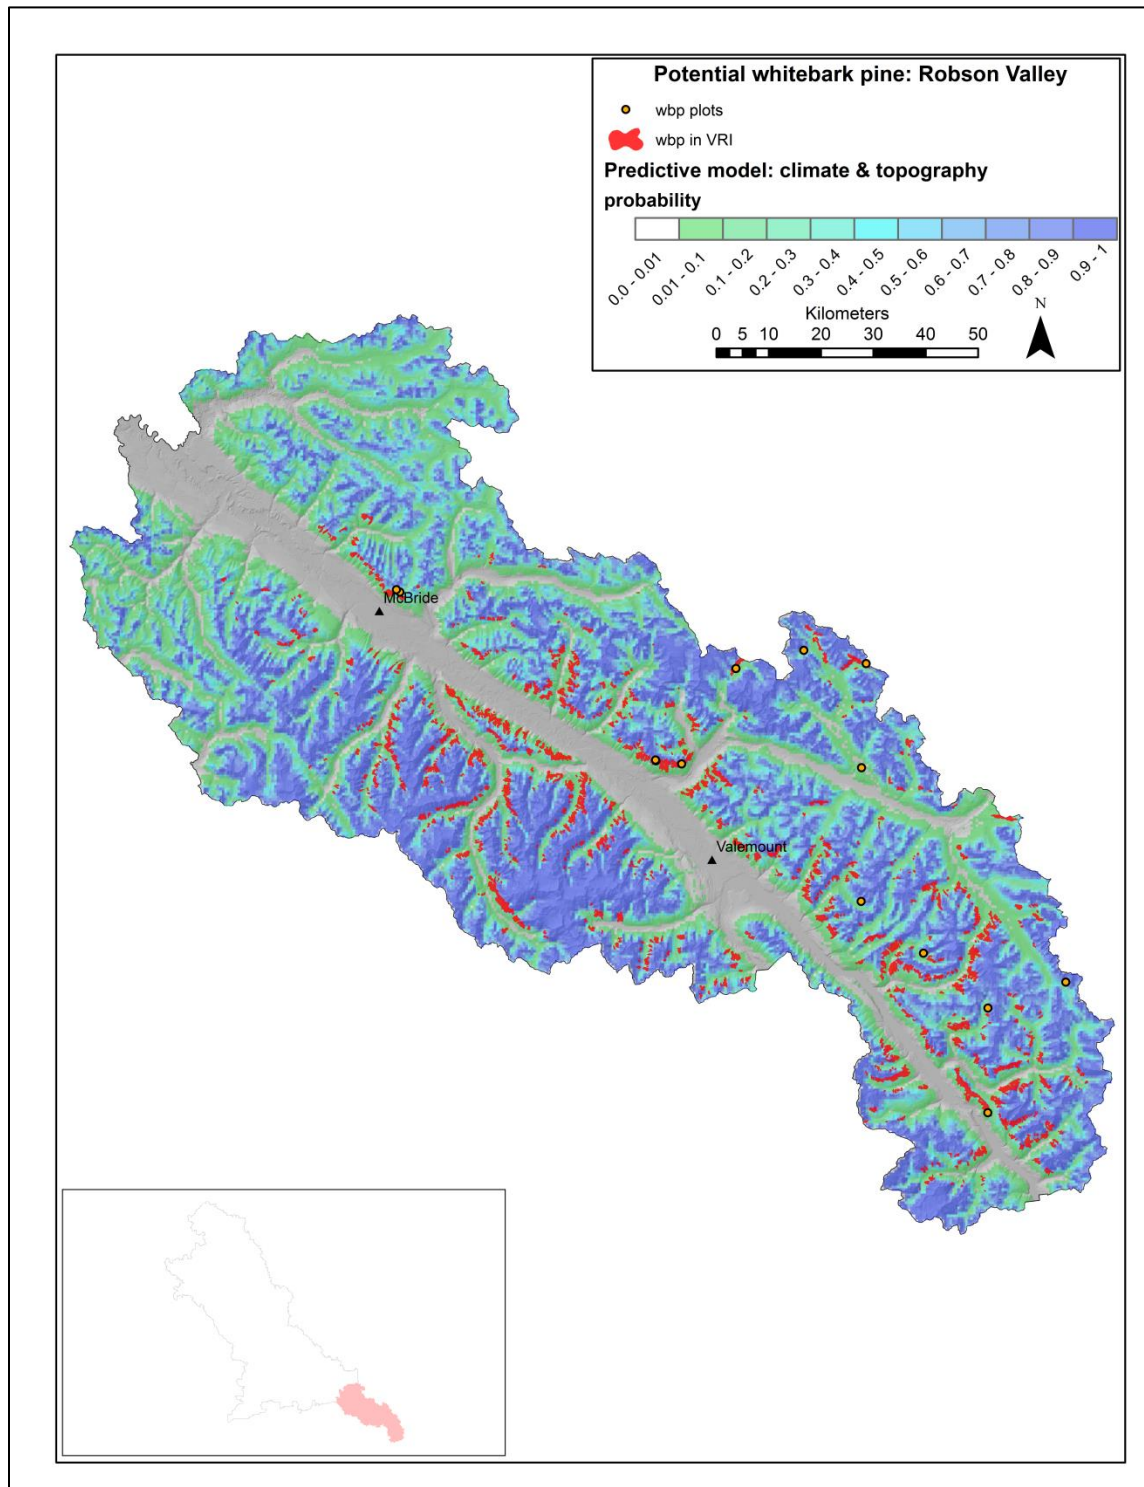 Potential whitebark pine: Robson Valley
wbp plots
wbp in VRI
Predictive model: climate & topography
probability
0.0 - 0.01
0.01 - 0.1
0.1 - 0.2
0.2 - 0.3
0.3 - 0.4
0.4 - 0.5
0.5 - 0.6
0.6 - 0.7
0.7 - 0.8
0.8 - 0.9
0.9 - 1
Kilometers
0 5 10 20 30 40 50
N
McBride
Valemount